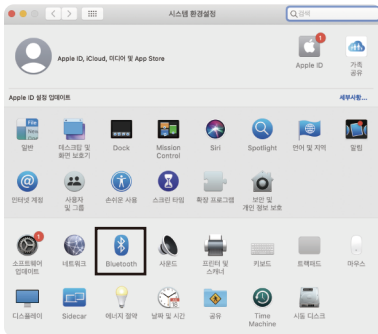 시스템 환경설정
검색
Apple ID, iCloud, 미디어 및 App Store
1
Apple ID
가족
공유
Apple ID 설정 업데이트
세부사항...
File
New
일반
데스크탑 및
화면 보호기
Dock
Mission
Control
Siri
Spotlight
언어 및 지역
알림
인터넷 계정
사용자
및 그룹
손쉬운 사용
스크린 타임
확장 프로그램
보안 및
개인 정보 보호
1
소프트웨어
업데이트
네트워크
Bluetooth
사운드
프린터 및
스캐너
키보드
트랙패드
마우스
디스플레이
Sidecar
에너지 절약
날짜 및 시간
공유
Time
Machine
시동 디스크